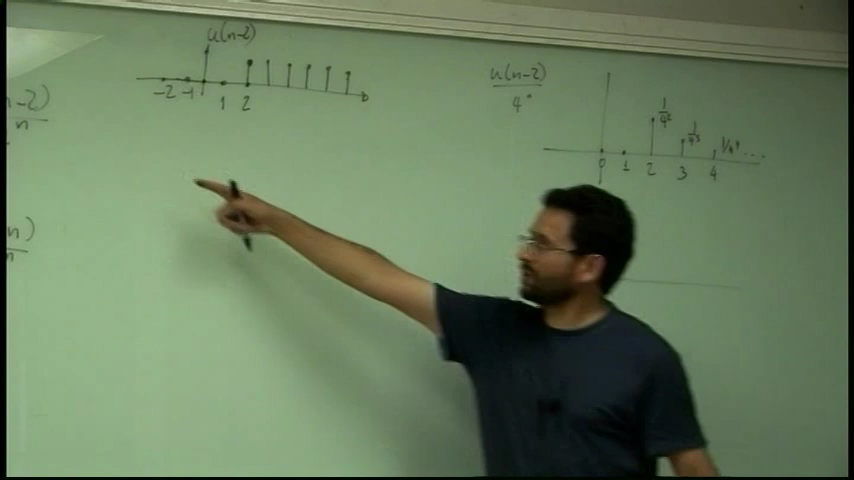 u(n-2)
-2 -1 1 2
n-2)
n
n)
n
u(n-2)
4ⁿ
1/4² 1/4³ 1/4⁴ ...
0 1 2 3 4